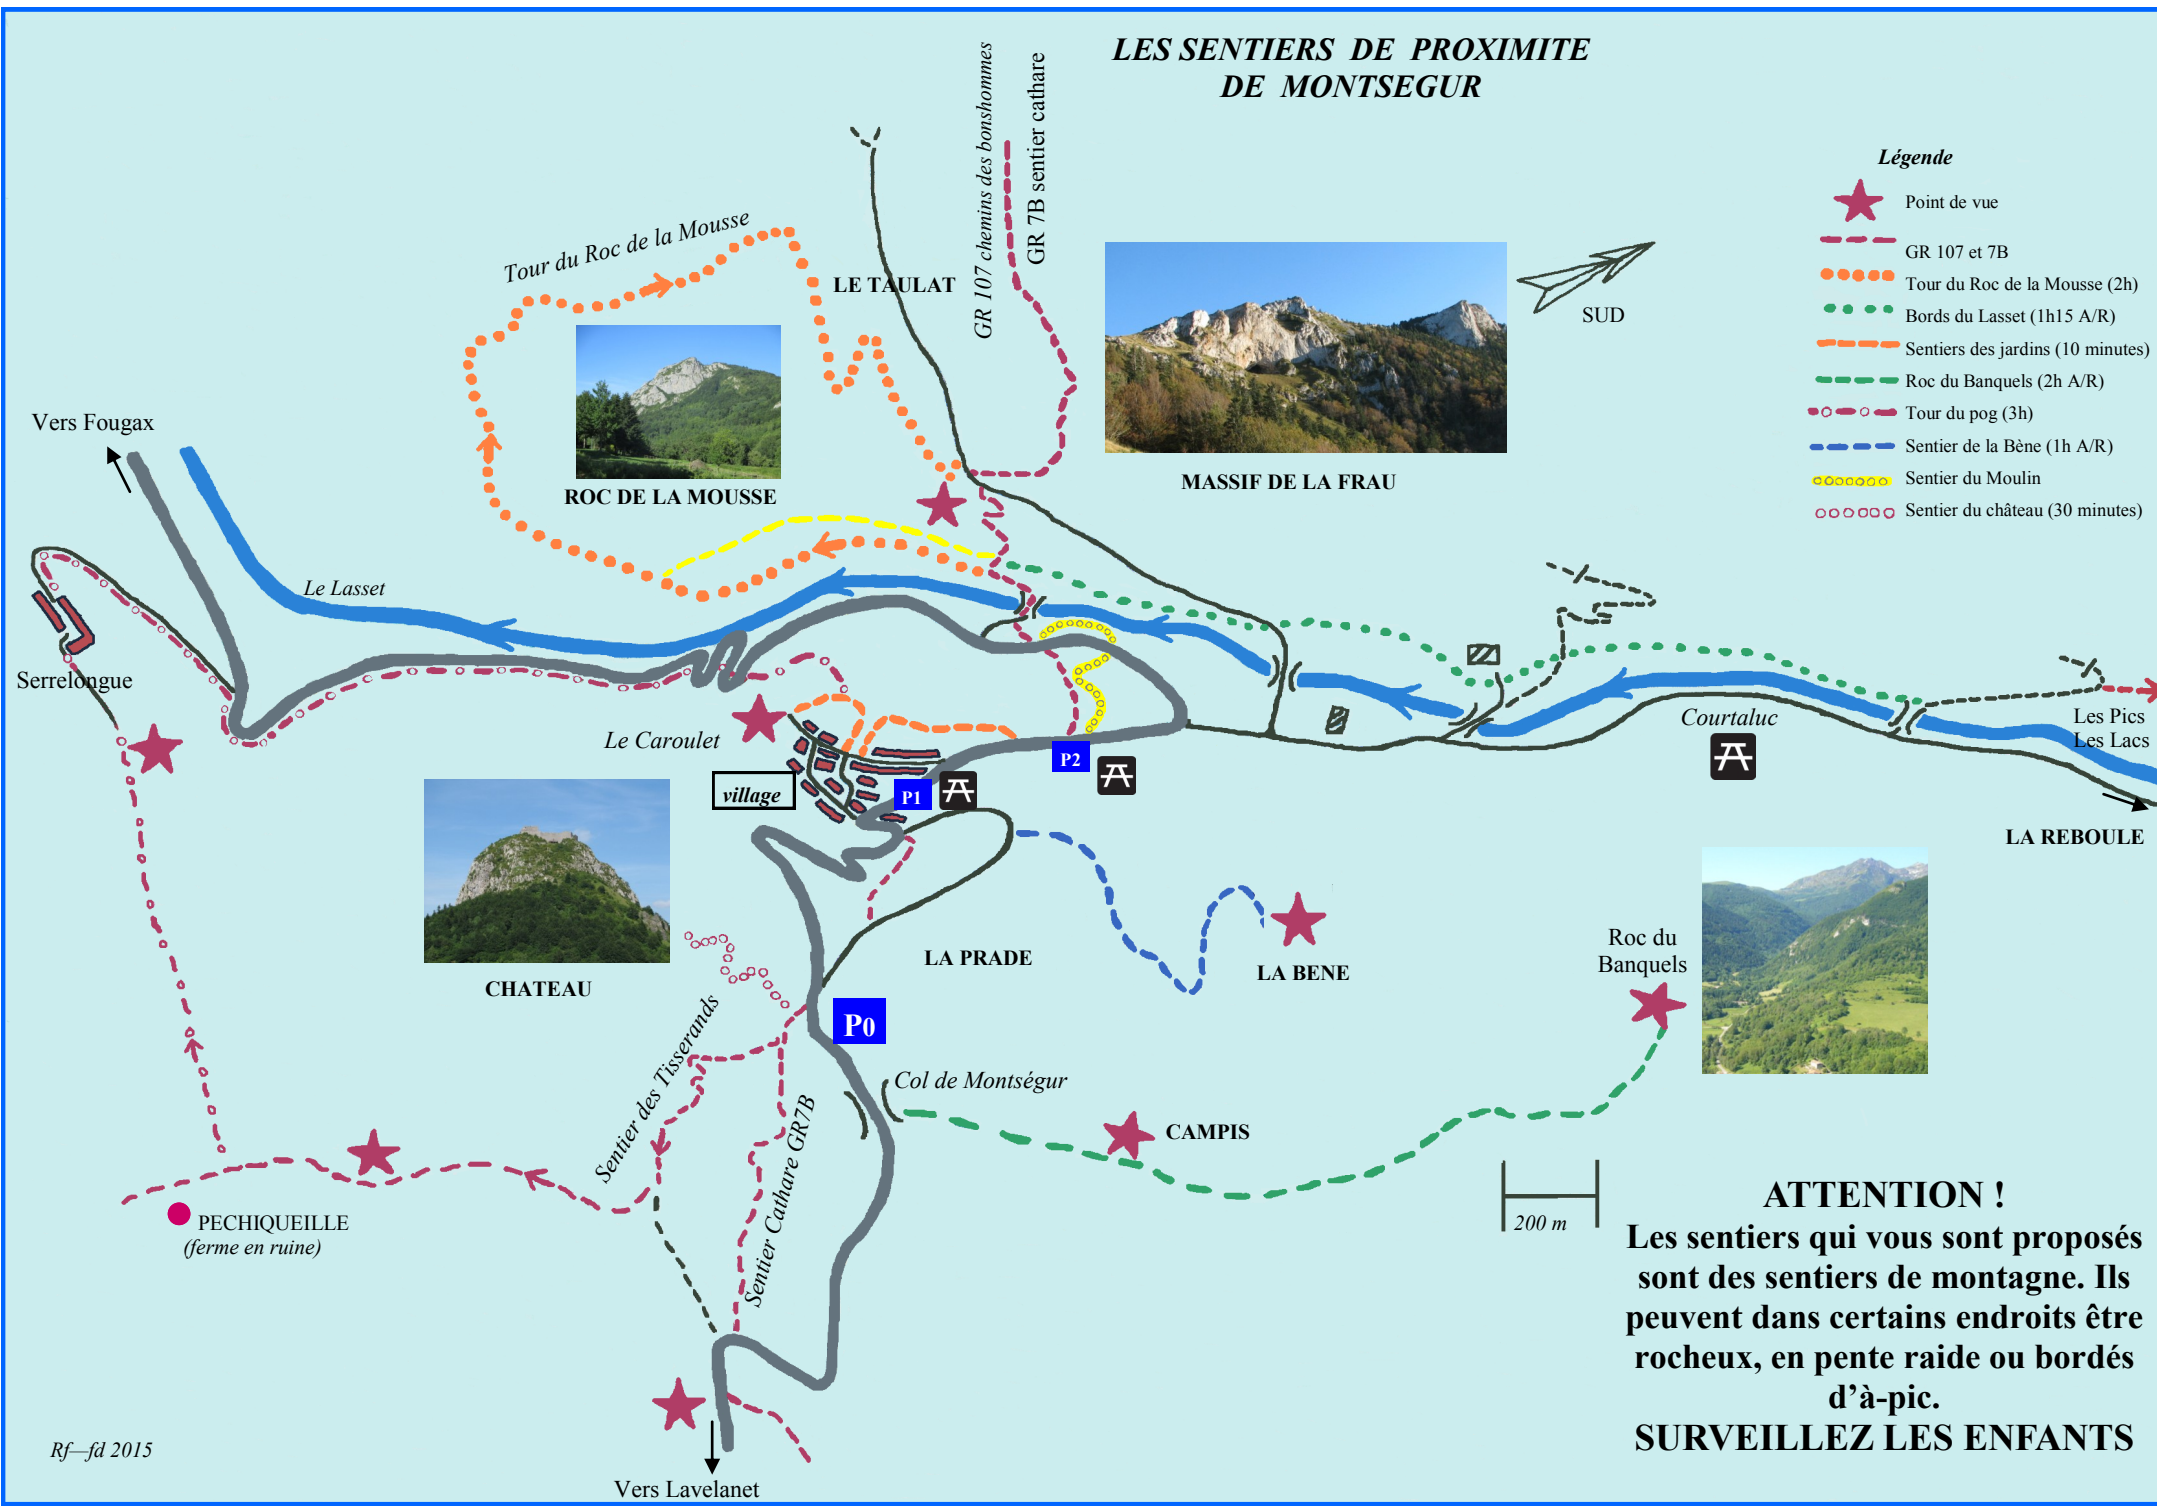 LES SENTIERS DE PROXIMITE
DE MONTSEGUR
GR 107 chemins des bonshommes
GR 7B sentier cathare
Légende
Point de vue
GR 107 et 7B
Tour du Roc de la Mousse (2h)
Bords du Lasset (1h15 A/R)
Sentiers des jardins (10 minutes)
Roc du Banquels (2h A/R)
Tour du pog (3h)
Sentier de la Bène (1h A/R)
Sentier du Moulin
Sentier du château (30 minutes)
SUD
Tour du Roc de la Mousse
LE TAULAT
ROC DE LA MOUSSE
MASSIF DE LA FRAU
Vers Fougax
Le Lasset
Serrelongue
Le Caroulet
village
P1
P2
Courtaluc
Les Pics
Les Lacs
LA REBOULE
CHATEAU
LA PRADE
LA BENE
Roc du
Banquels
P0
Sentier des Tisserands
Sentier Cathare GR7B
Col de Montségur
CAMPIS
PECHIQUEILLE
(ferme en ruine)
200 m
ATTENTION !
Les sentiers qui vous sont proposés
sont des sentiers de montagne. Ils
peuvent dans certains endroits être
rocheux, en pente raide ou bordés
d’à-pic.
SURVEILLEZ LES ENFANTS
Rf—fd 2015
Vers Lavelanet